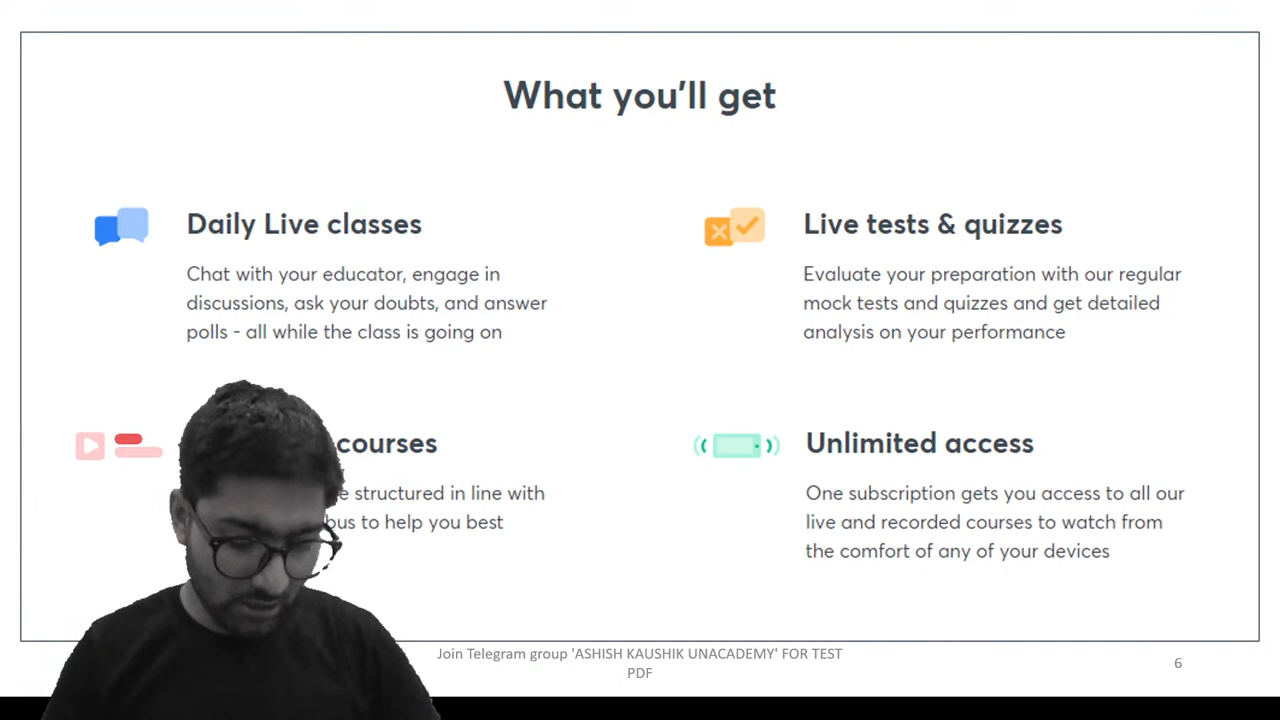 What you'll get
Daily Live classes
Chat with your educator, engage in
discussions, ask your doubts, and answer
polls - all while the class is going on
Live tests & quizzes
Evaluate your preparation with our regular
mock tests and quizzes and get detailed
analysis on your performance
courses
structured in line with
to help you best
Unlimited access
One subscription gets you access to all our
live and recorded courses to watch from
the comfort of any of your devices
Join Telegram group 'ASHISH KAUSHIK UNACADEMY' FOR TEST
PDF
6